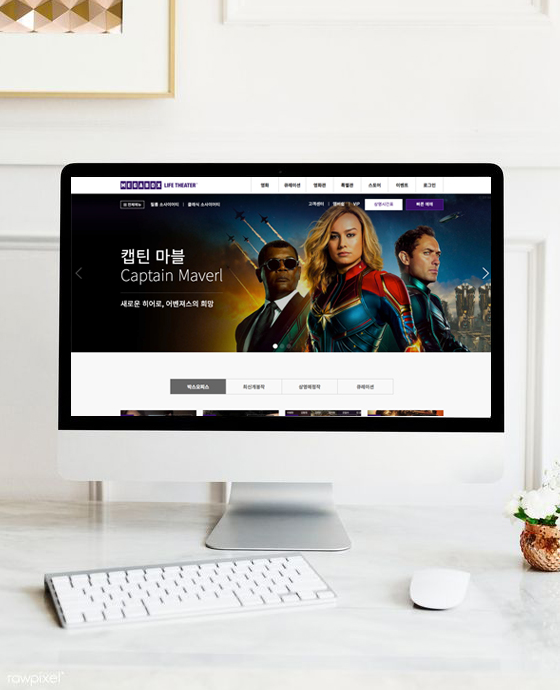 MEGABOX LIFE THEATER
영화 큐레이션 영화관 특별관 스토어 이벤트 로그인
전체메뉴 필름 소사이어티 | 클래식 소사이어티
고객센터 | 멤버십 | VIP 상영시간표 빠른 예매
캡틴 마블
Captain Maverl
새로운 히어로, 어벤져스의 희망
박스오피스 최신개봉작 상영예정작 큐레이션
rawpixel